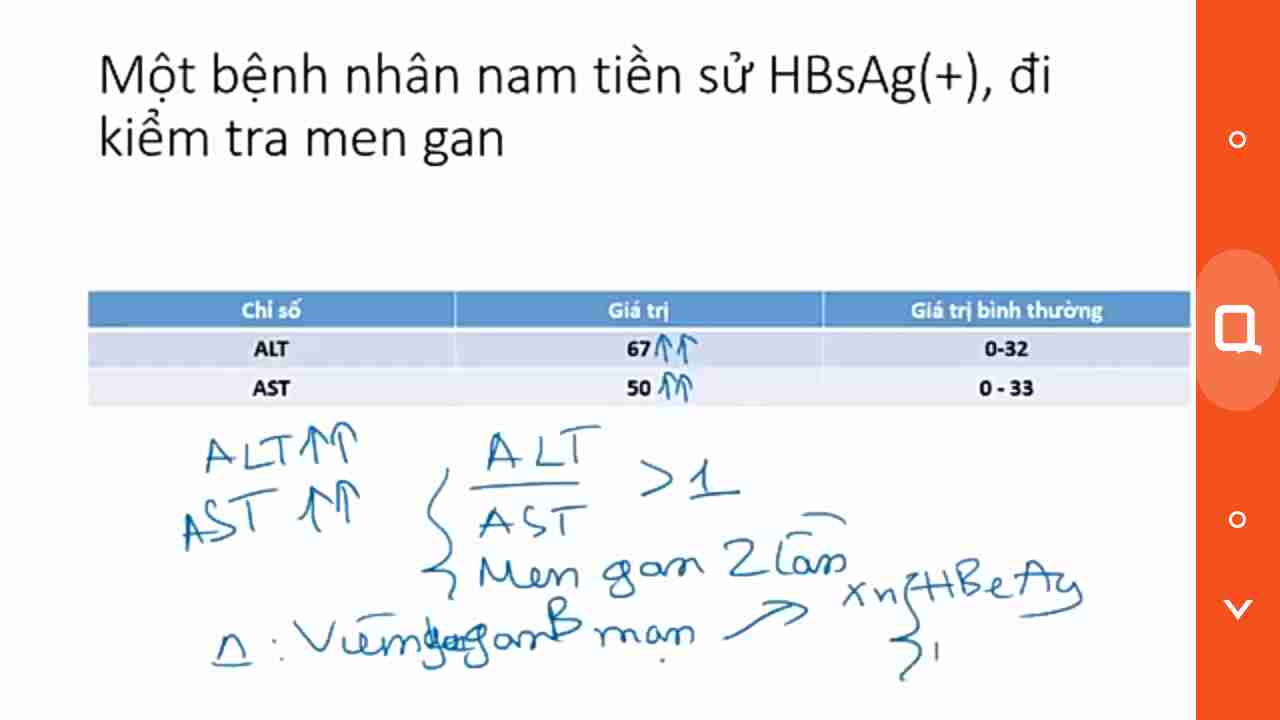 Một bệnh nhân nam tiền sử HBsAg(+), đi
kiểm tra men gan
Chỉ số Giá trị Giá trị bình thường
ALT 67↑↑ 0-32
AST 50↑↑ 0 - 33
ALT↑↑
AST ↑↑
ALT
AST
> 1
Men gan 2 lần
Δ : Viêm gan B mạn → xn HBeAg